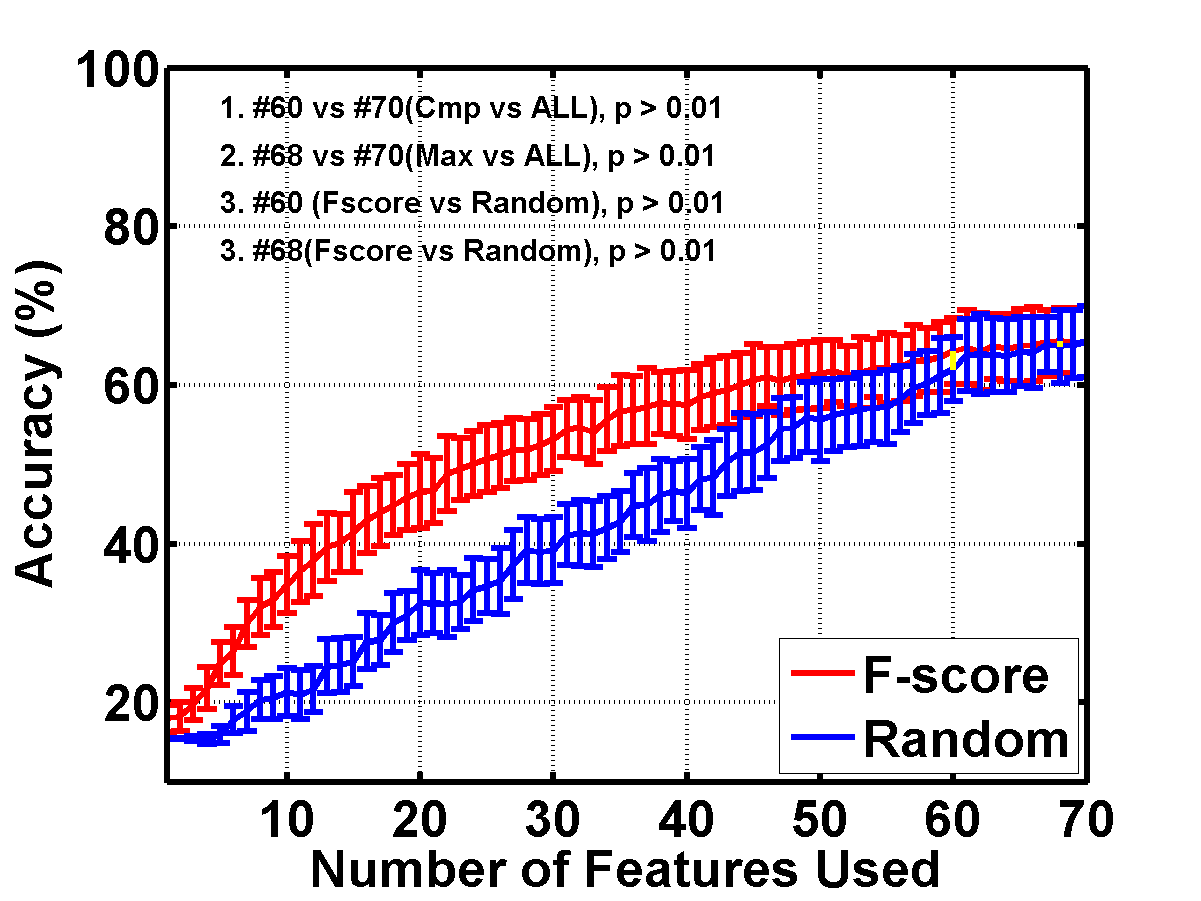 100
80
60
40
20
1. #60 vs #70(Cmp vs ALL), p > 0.01
2. #68 vs #70(Max vs ALL), p > 0.01
3. #60 (Fscore vs Random), p > 0.01
3. #68(Fscore vs Random), p > 0.01
Accuracy (%)
F-score
Random
10 20 30 40 50 60 70
Number of Features Used